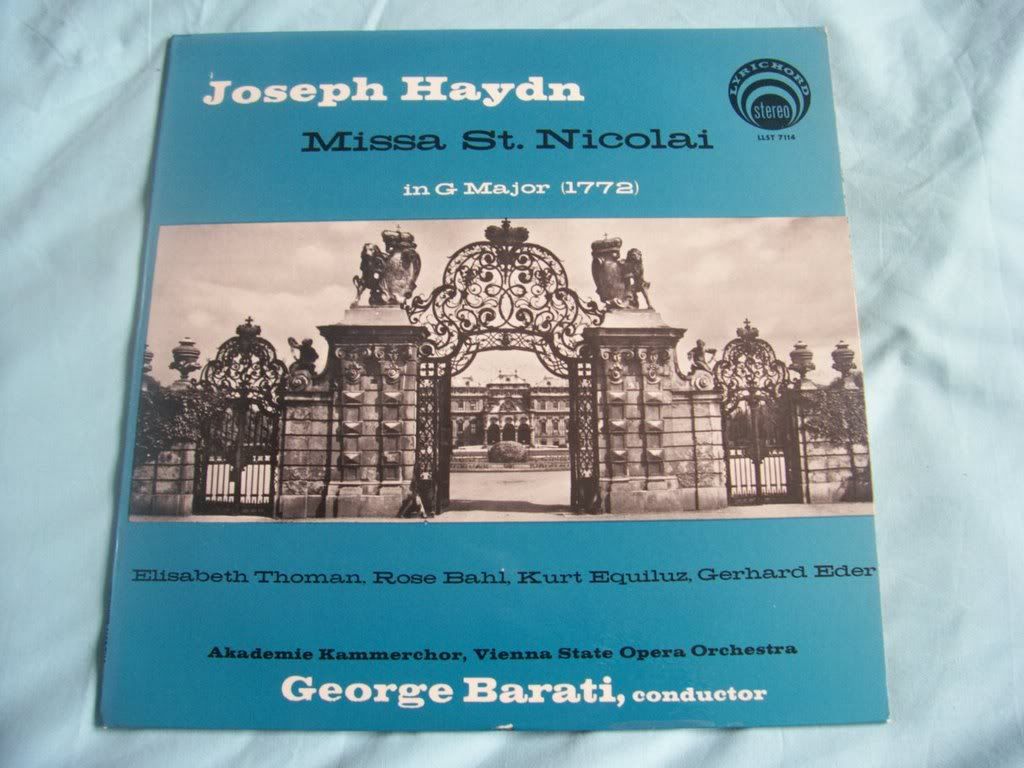 Joseph Haydn
LYRICHORD
stereo
LLST 7114
Missa St. Nicolai
in G Major (1772)
Elisabeth Thoman, Rose Bahl, Kurt Equiluz, Gerhard Eder
Akademie Kammerchor, Vienna State Opera Orchestra
George Barati, conductor